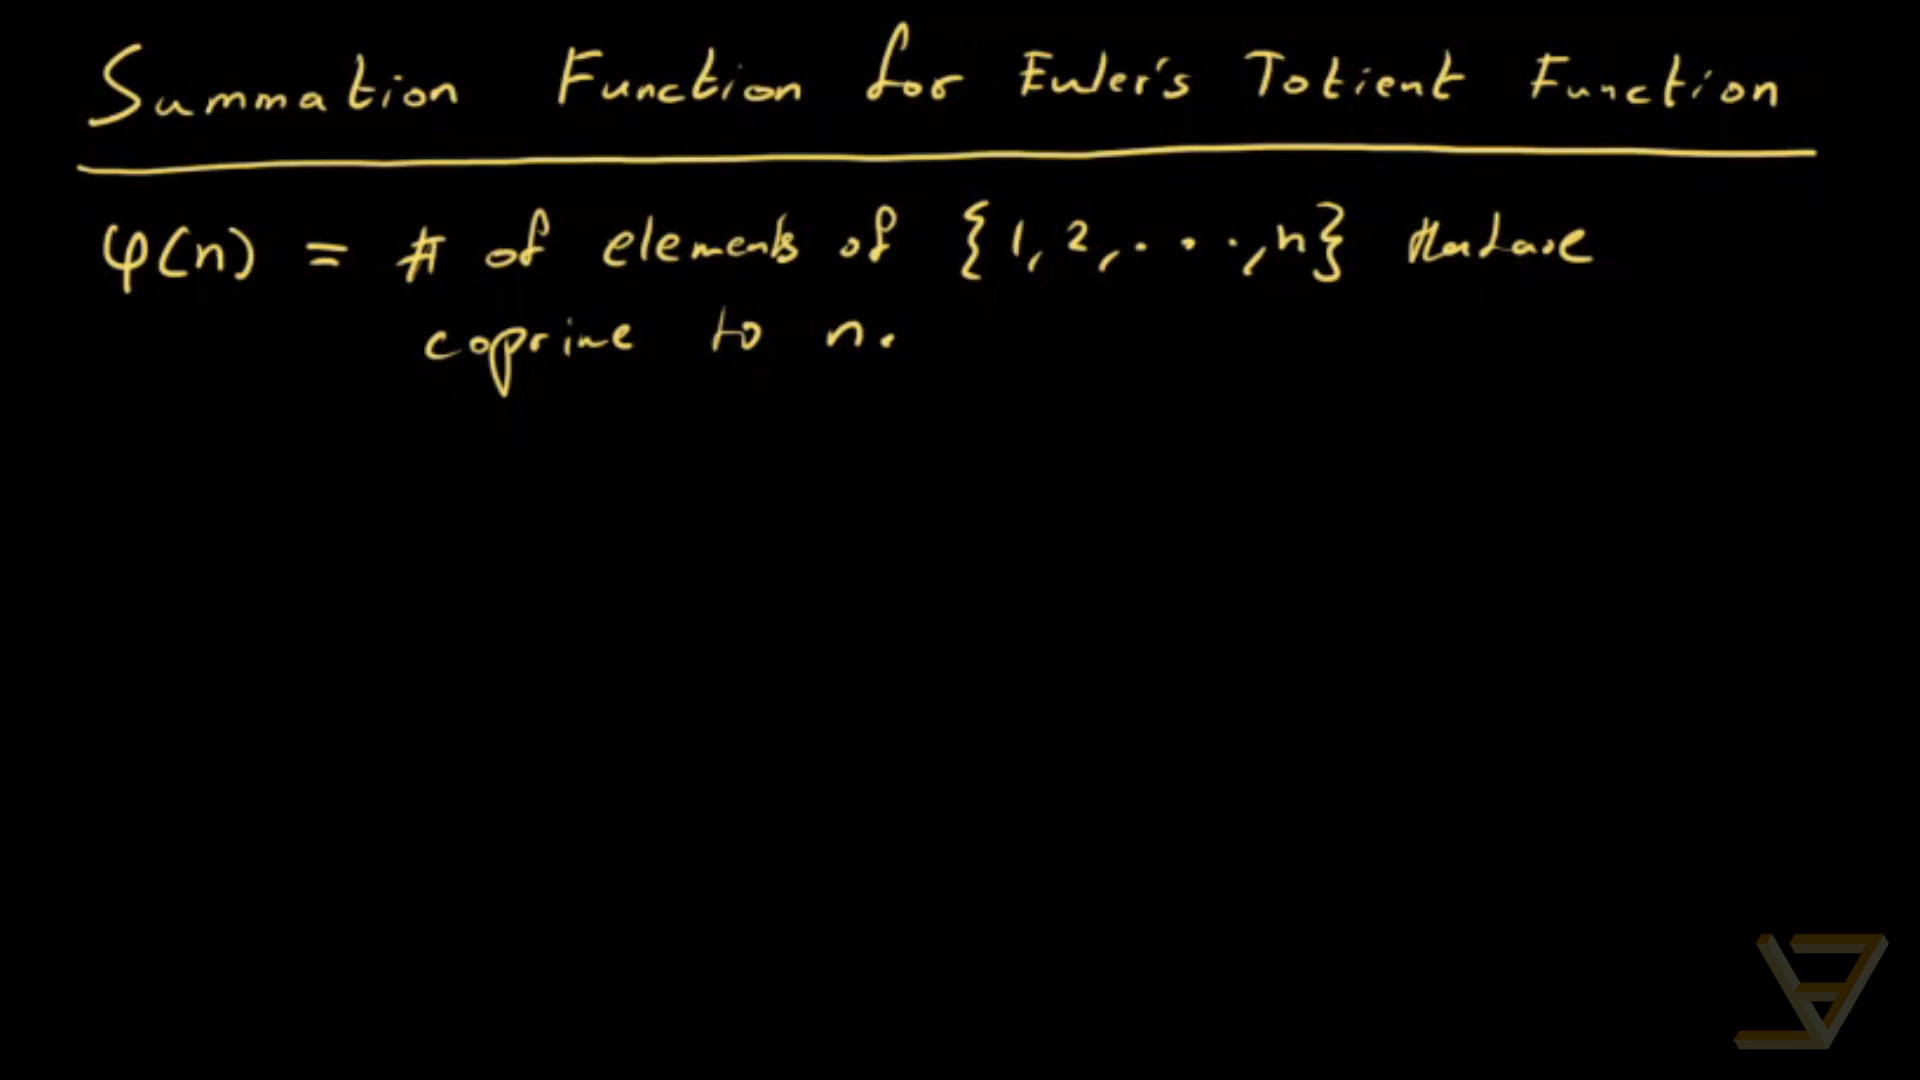 Summation Function for Euler's Totient Function
φ(n) = # of elements of {1, 2, . . ., n} that are
coprime to n.